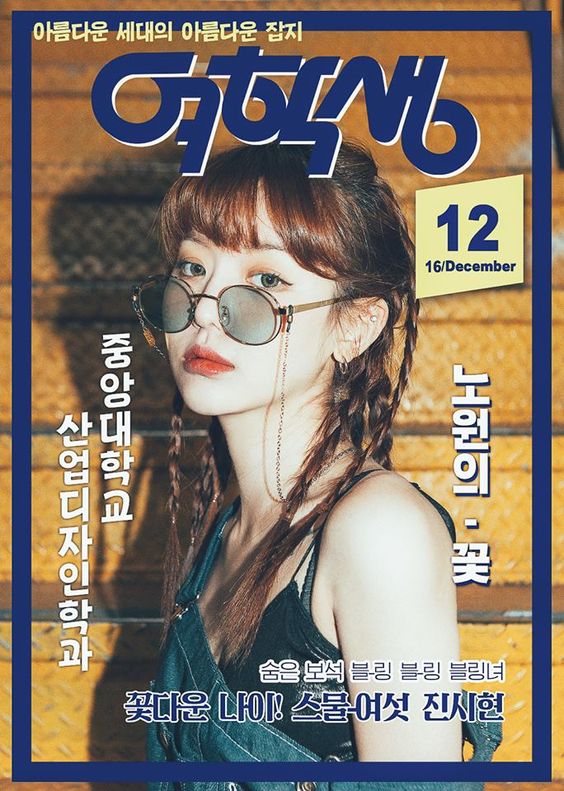 아름다운 세대의 아름다운 잡지
여학생
12
16/December
중앙대학교
산업디자인학과
노원의 - 꽃
숨은 보석 블·링 블·링 블링녀
꽃다운 나이! 스물-여섯 진시현